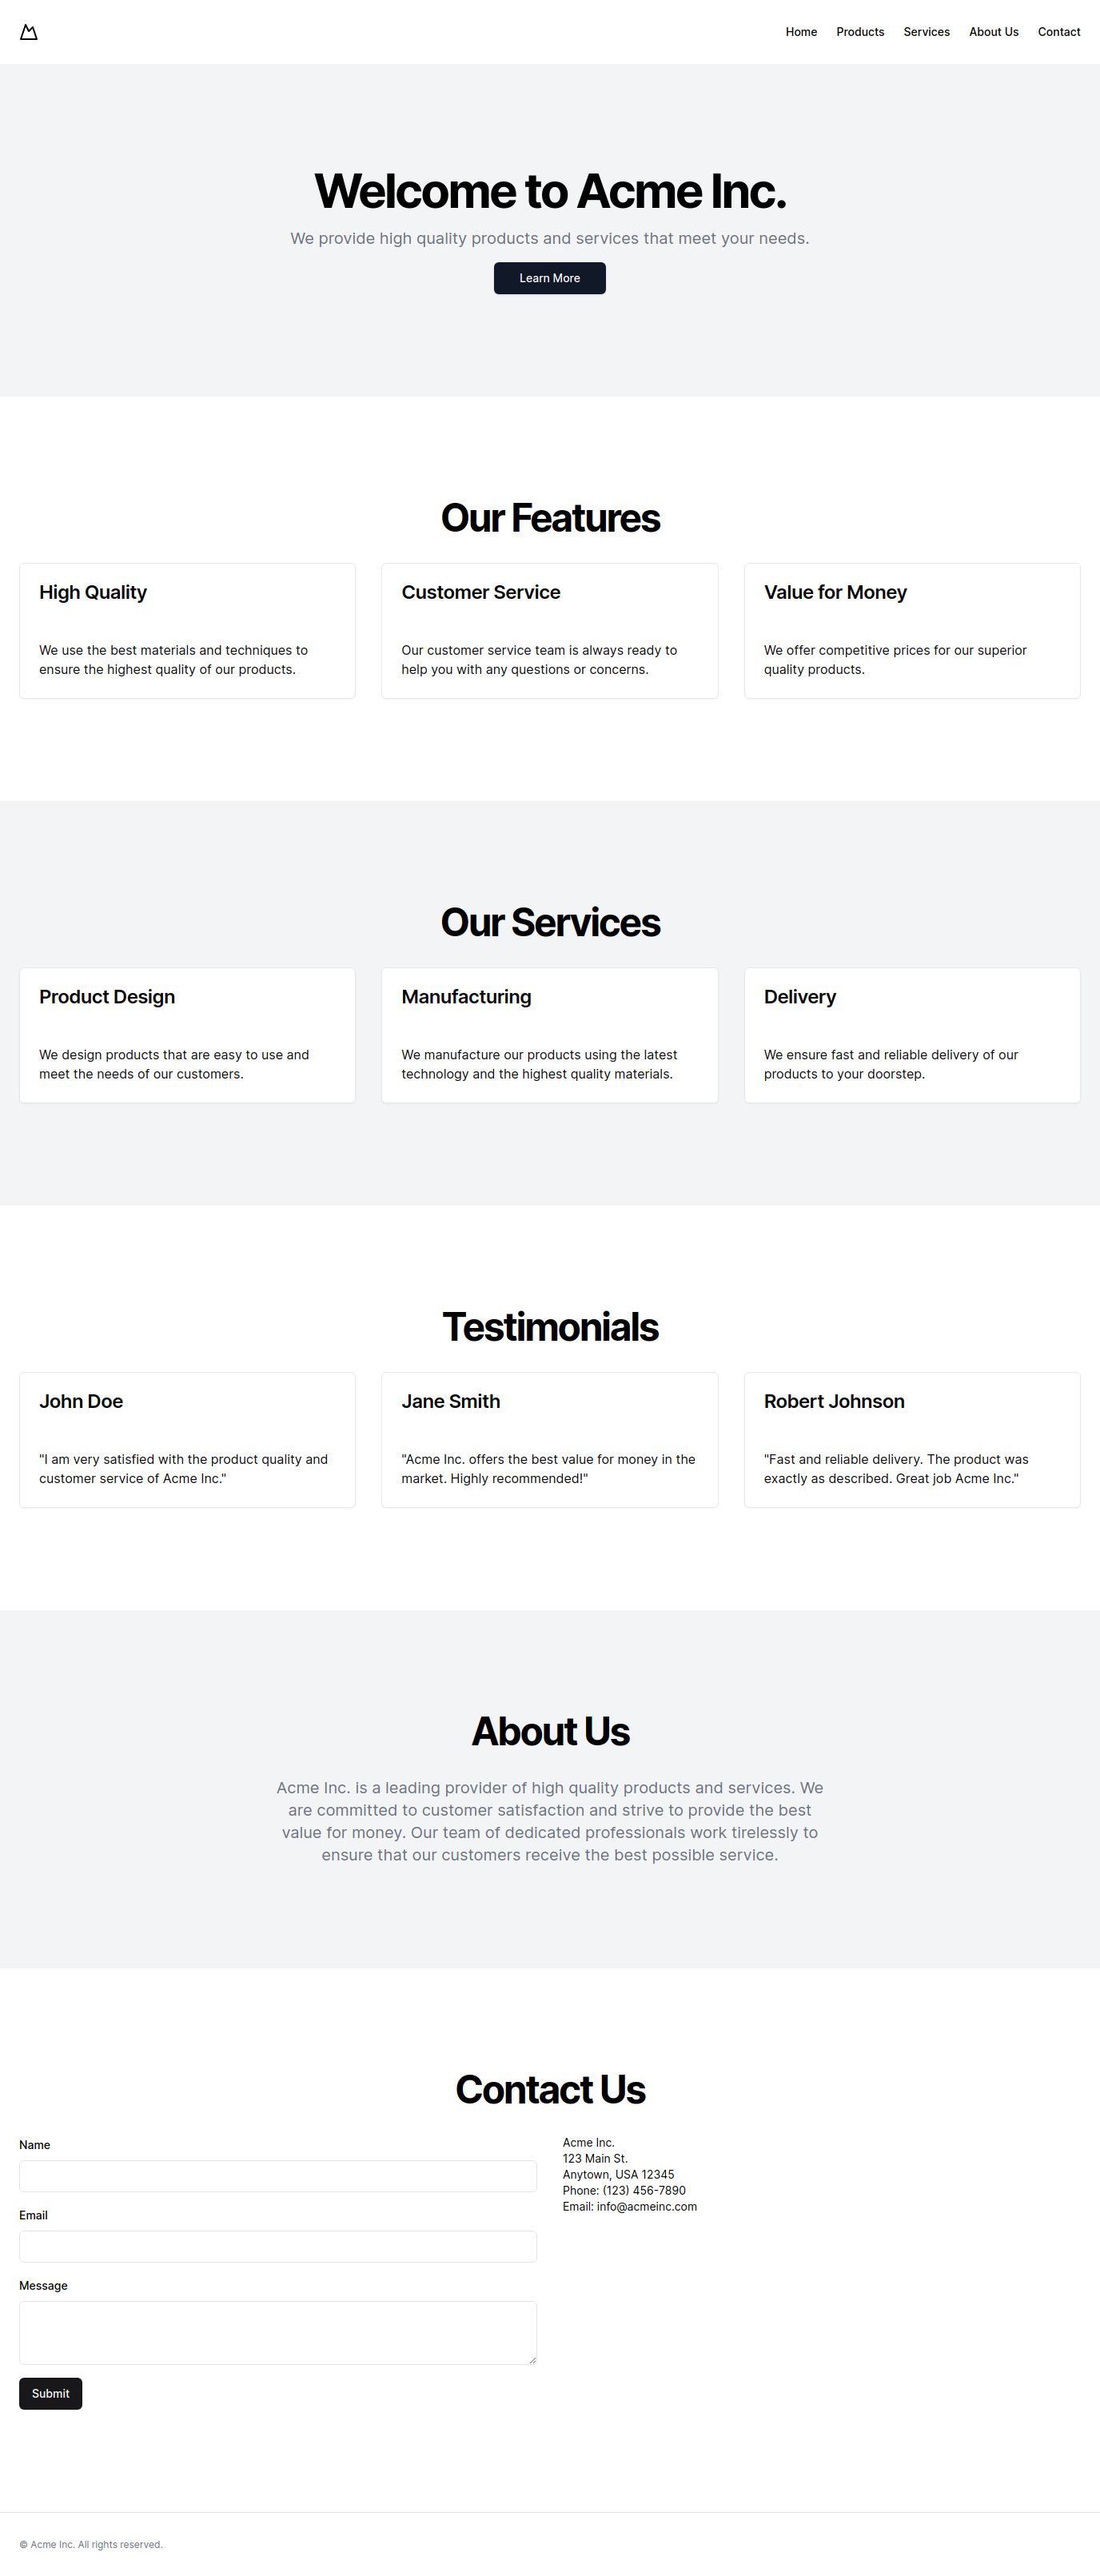 Home Products Services About Us Contact
Welcome to Acme Inc.
We provide high quality products and services that meet your needs.
Learn More
Our Features
High Quality
We use the best materials and techniques to
ensure the highest quality of our products.
Customer Service
Our customer service team is always ready to
help you with any questions or concerns.
Value for Money
We offer competitive prices for our superior
quality products.
Our Services
Product Design
We design products that are easy to use and
meet the needs of our customers.
Manufacturing
We manufacture our products using the latest
technology and the highest quality materials.
Delivery
We ensure fast and reliable delivery of our
products to your doorstep.
Testimonials
John Doe
"I am very satisfied with the product quality and
customer service of Acme Inc."
Jane Smith
"Acme Inc. offers the best value for money in the
market. Highly recommended!"
Robert Johnson
"Fast and reliable delivery. The product was
exactly as described. Great job Acme Inc."
About Us
Acme Inc. is a leading provider of high quality products and services. We
are committed to customer satisfaction and strive to provide the best
value for money. Our team of dedicated professionals work tirelessly to
ensure that our customers receive the best possible service.
Contact Us
Name
Email
Message
Submit
Acme Inc.
123 Main St.
Anytown, USA 12345
Phone: (123) 456-7890
Email: info@acmeinc.com
© Acme Inc. All rights reserved.